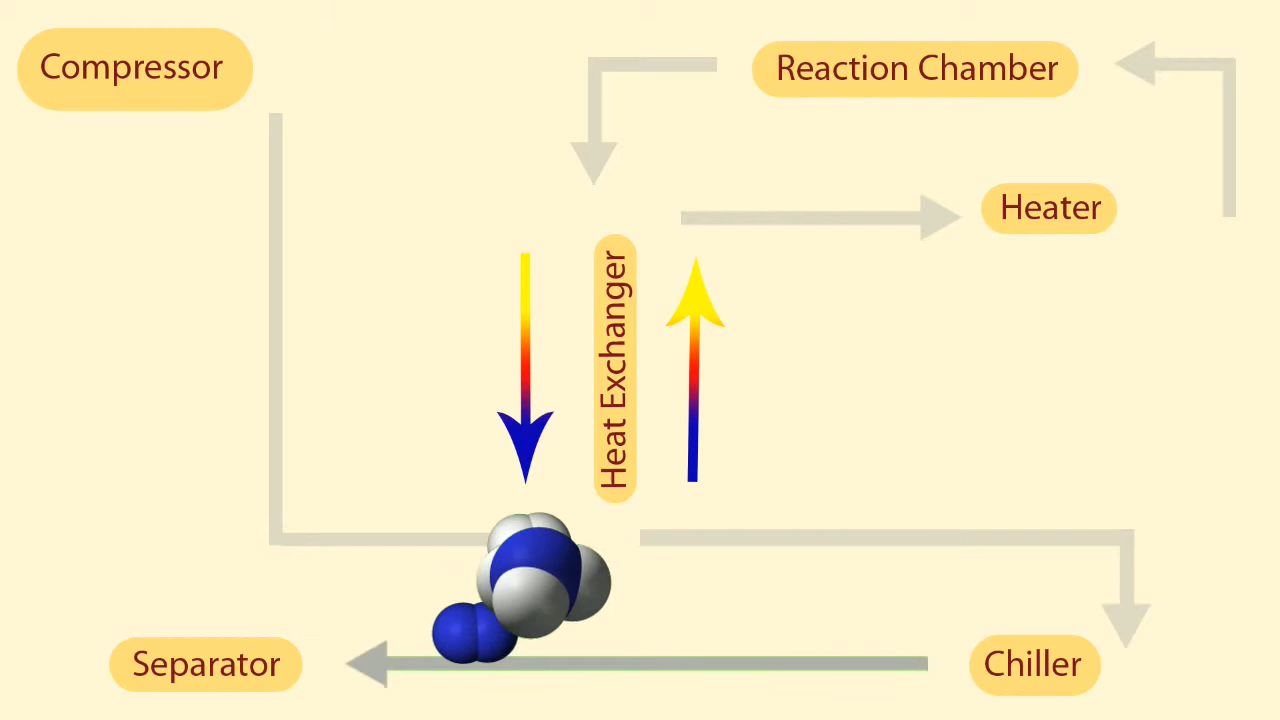 Compressor
Reaction Chamber
Heater
Heat Exchanger
Separator
Chiller